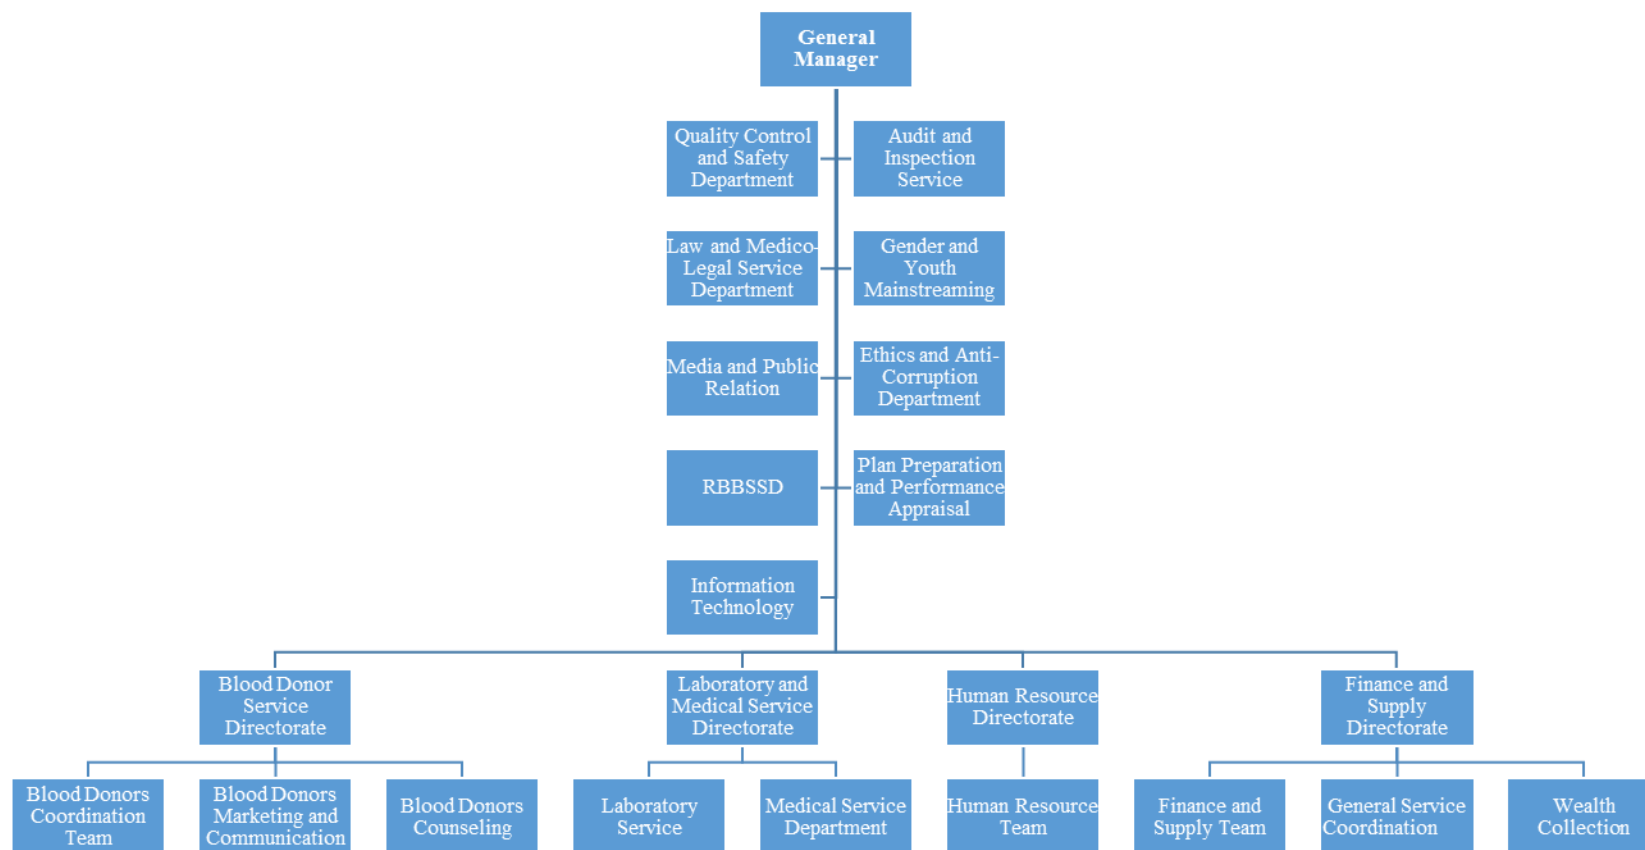 General
Manager
Quality Control
and Safety
Department
Audit and
Inspection
Service
Law and Medico-
Legal Service
Department
Gender and
Youth
Mainstreaming
Media and Public
Relation
Ethics and Anti-
Corruption
Department
RBBSSD
Plan Preparation
and Performance
Appraisal
Information
Technology
Blood Donor
Service
Directorate
Laboratory and
Medical Service
Directorate
Human Resource
Directorate
Finance and
Supply
Directorate
Blood Donors
Coordination
Team
Blood Donors
Marketing and
Communication
Blood Donors
Counseling
Laboratory
Service
Medical Service
Department
Human Resource
Team
Finance and
Supply Team
General Service
Coordination
Wealth
Collection